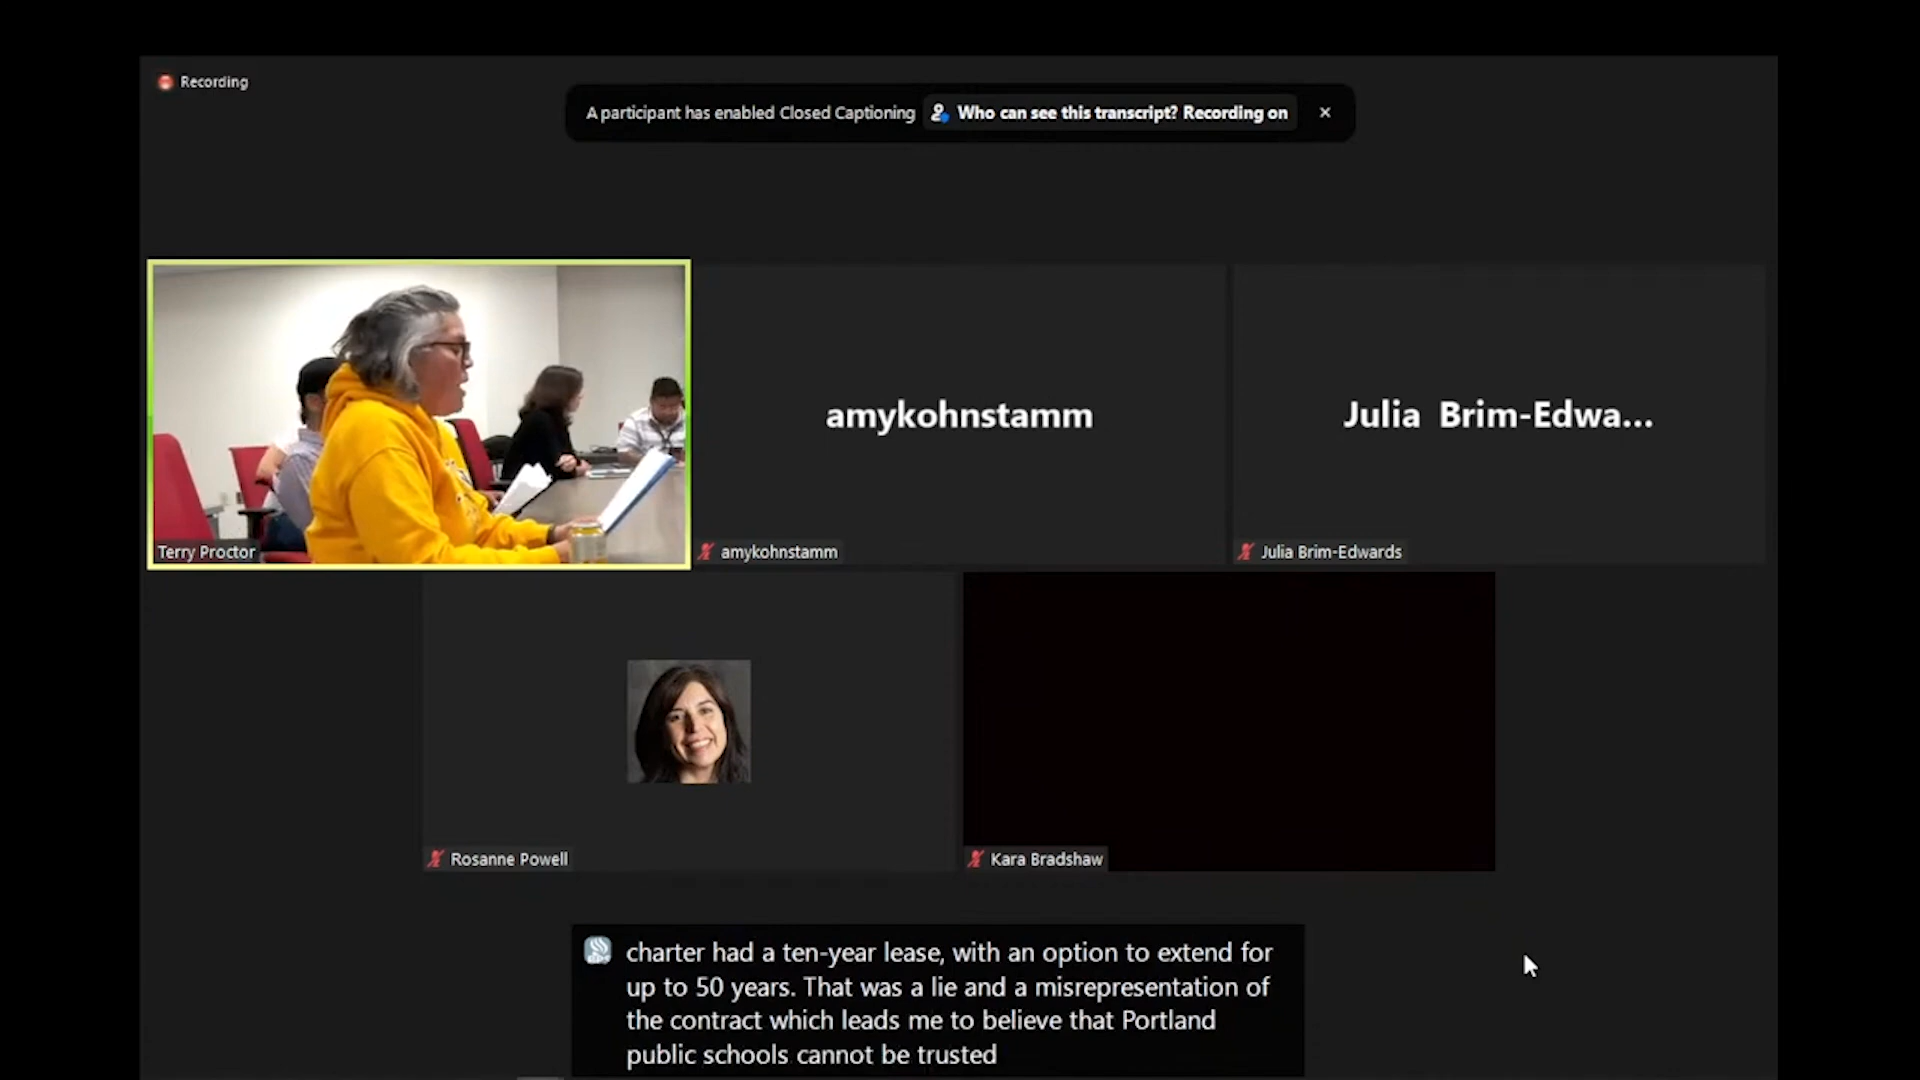 Recording
A participant has enabled Closed Captioning Who can see this transcript? Recording on
amykohnstamm
Julia Brim-Edwa...
Terry Proctor
amykohnstamm
Julia Brim-Edwards
Rosanne Powell
Kara Bradshaw
charter had a ten-year lease, with an option to extend for
up to 50 years. That was a lie and a misrepresentation of
the contract which leads me to believe that Portland
public schools cannot be trusted